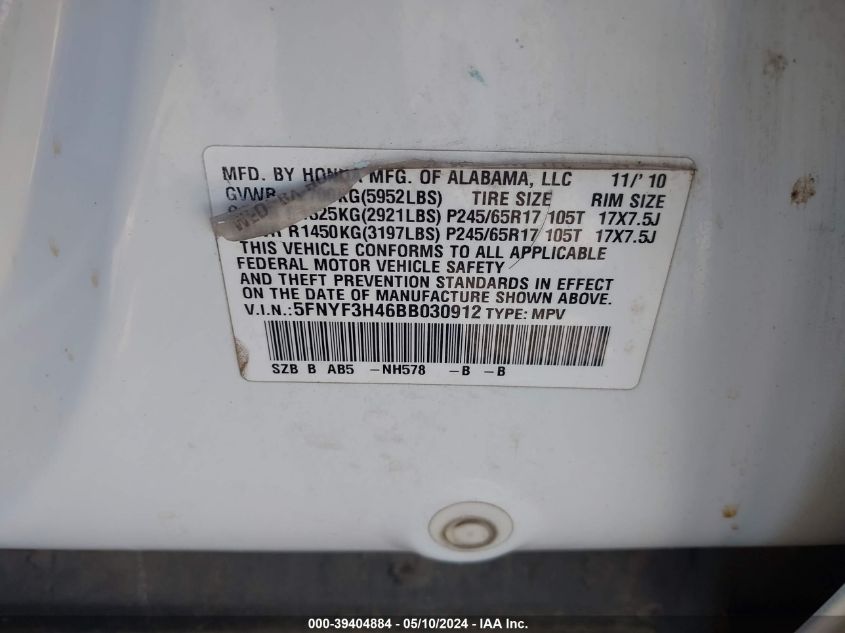 MFD. BY HONDA MFG. OF ALABAMA, LLC 11/' 10
GVWR KG(5952LBS) TIRE SIZE RIM SIZE
1325KG(2921LBS) P245/65R17 105T 17X7.5J
R1450KG(3197LBS) P245/65R17 105T 17X7.5J
THIS VEHICLE CONFORMS TO ALL APPLICABLE
FEDERAL MOTOR VEHICLE SAFETY
AND THEFT PREVENTION STANDARDS IN EFFECT
ON THE DATE OF MANUFACTURE SHOWN ABOVE.
V.I.N.:5FNYF3H46BB030912 TYPE: MPV
SZB B AB5 -NH578 -B -B
000-39404884 - 05/10/2024 - IAA Inc.